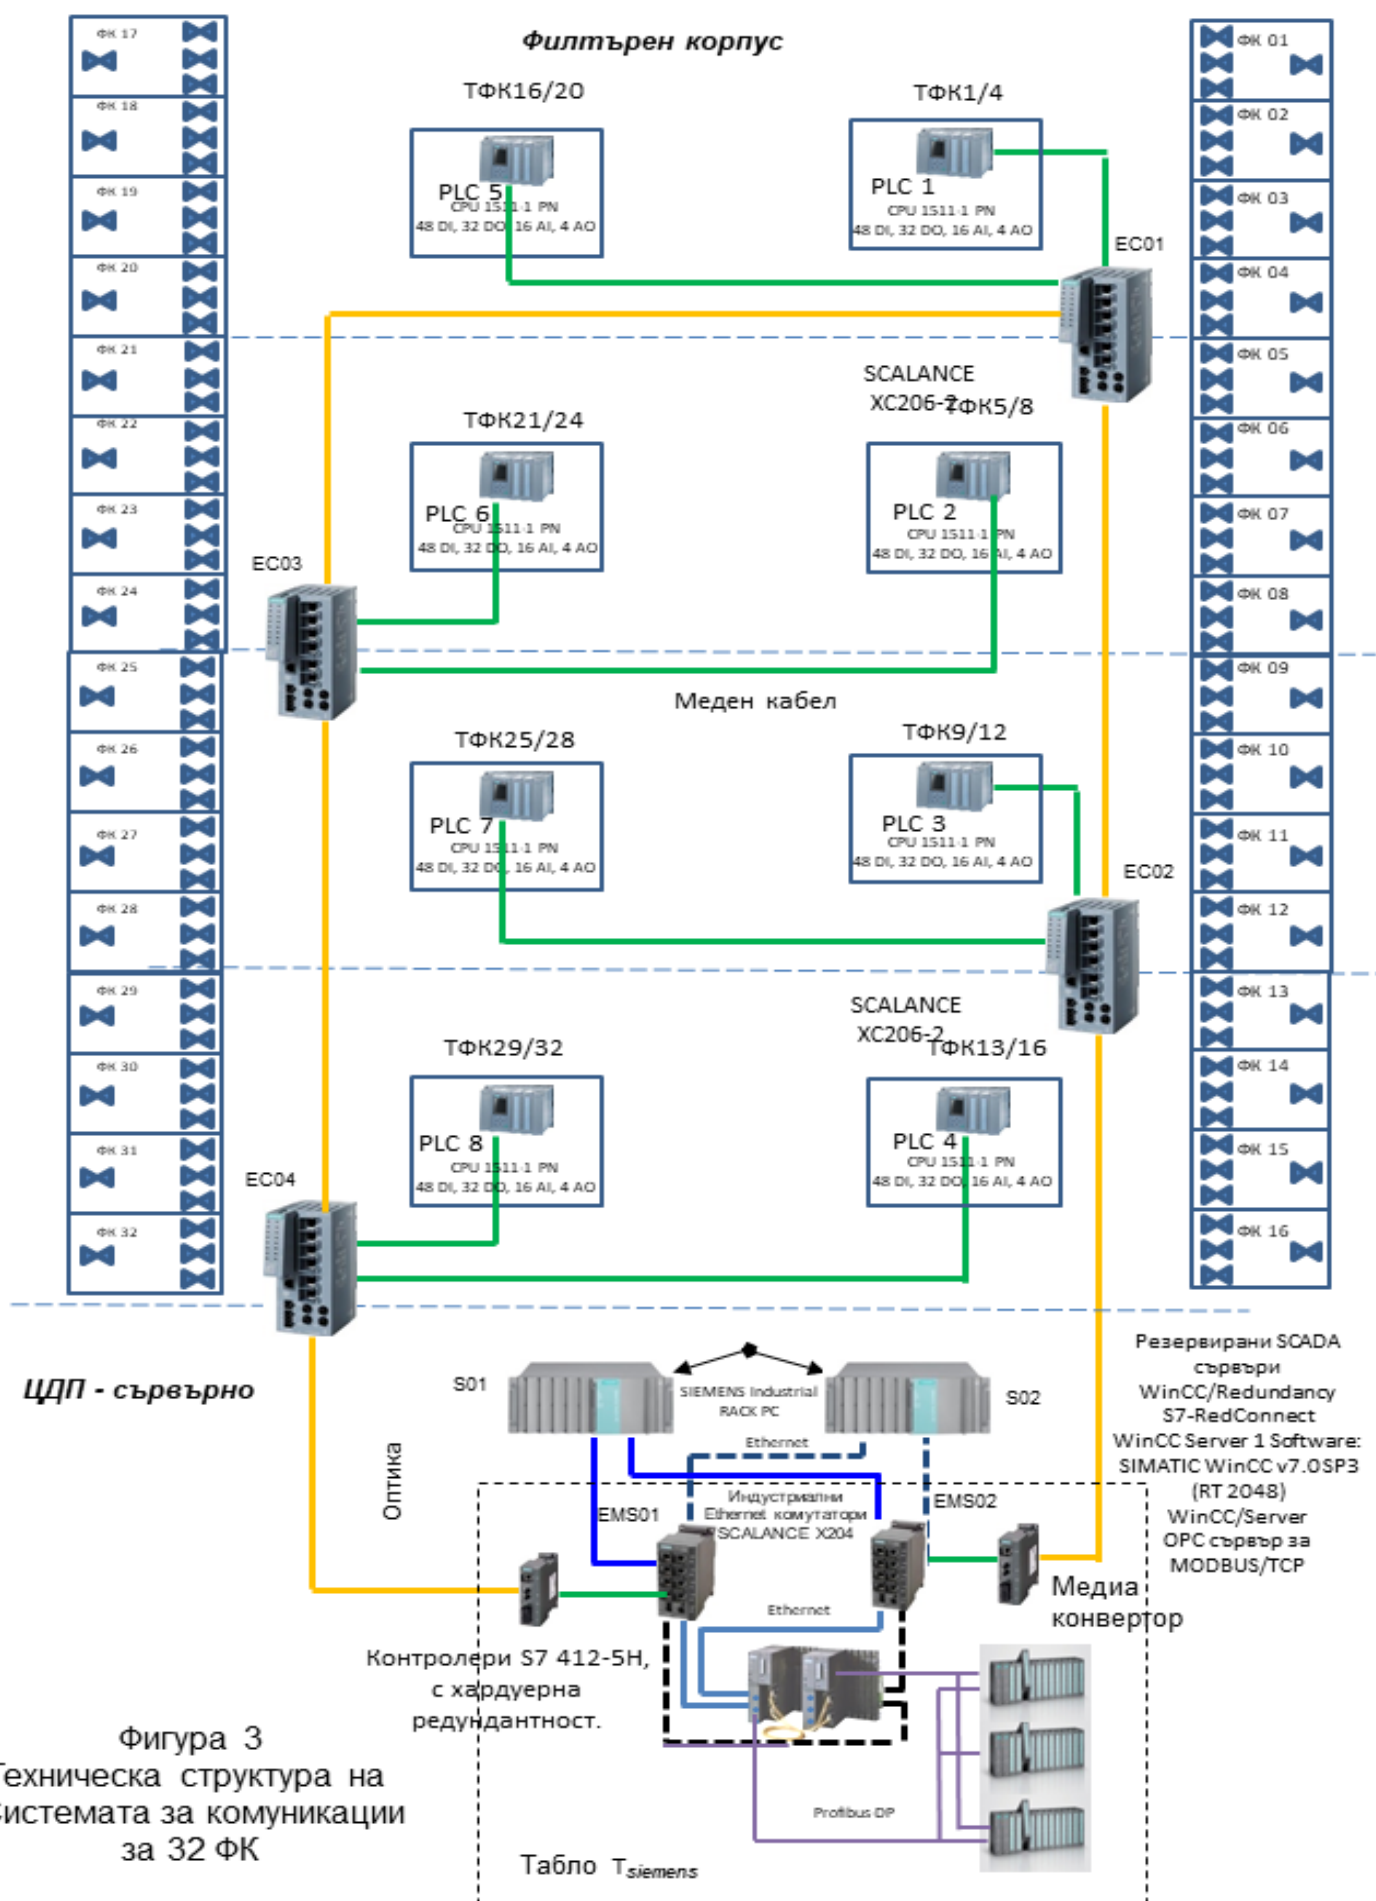 Филтърен корпус
ФК 17
ФК 18
ФК 19
ФК 20
ФК 21
ФК 22
ФК 23
ФК 24
ФК 25
ФК 26
ФК 27
ФК 28
ФК 29
ФК 30
ФК 31
ФК 32
ТФК16/20
PLC 5
CPU 1511-1 PN
48 DI, 32 DO, 16 AI, 4 AO
ТФК1/4
PLC 1
CPU 1511-1 PN
48 DI, 32 DO, 16 AI, 4 AO
EC01
SCALANCE
XC206-2
ТФК21/24
PLC 6
CPU 1511-1 PN
48 DI, 32 DO, 16 AI, 4 AO
ТФК5/8
PLC 2
CPU 1511-1 PN
48 DI, 32 DO, 16 AI, 4 AO
EC03
Меден кабел
ТФК25/28
PLC 7
CPU 1511-1 PN
48 DI, 32 DO, 16 AI, 4 AO
ТФК9/12
PLC 3
CPU 1511-1 PN
48 DI, 32 DO, 16 AI, 4 AO
EC02
SCALANCE
XC206-2
ТФК29/32
PLC 8
CPU 1511-1 PN
48 DI, 32 DO, 16 AI, 4 AO
ТФК13/16
PLC 4
CPU 1511-1 PN
48 DI, 32 DO, 16 AI, 4 AO
EC04
ФК 01
ФК 02
ФК 03
ФК 04
ФК 05
ФК 06
ФК 07
ФК 08
ФК 09
ФК 10
ФК 11
ФК 12
ФК 13
ФК 14
ФК 15
ФК 16
ЦДП - сървърно
S01
SIEMENS Industrial
RACK PC
S02
Ethernet
Резервирани SCADA
сървъри
WinCC/Redundancy
S7-RedConnect
WinCC Server 1 Software:
SIMATIC WinCC v7.0SP3
(RT 2048)
WinCC/Server
OPC сървър за
MODBUS/TCP
Оптика
EMS01
Индустриални
Ethernet комутатори
SCALANCE X204
EMS02
Медиа
конвертор
Ethernet
Контролери S7 412-5H,
с хардуерна
редундантност.
Profibus DP
Табло Tsiemens
Фигура 3
Техническа структура на
Системата за комуникации
за 32 ФК